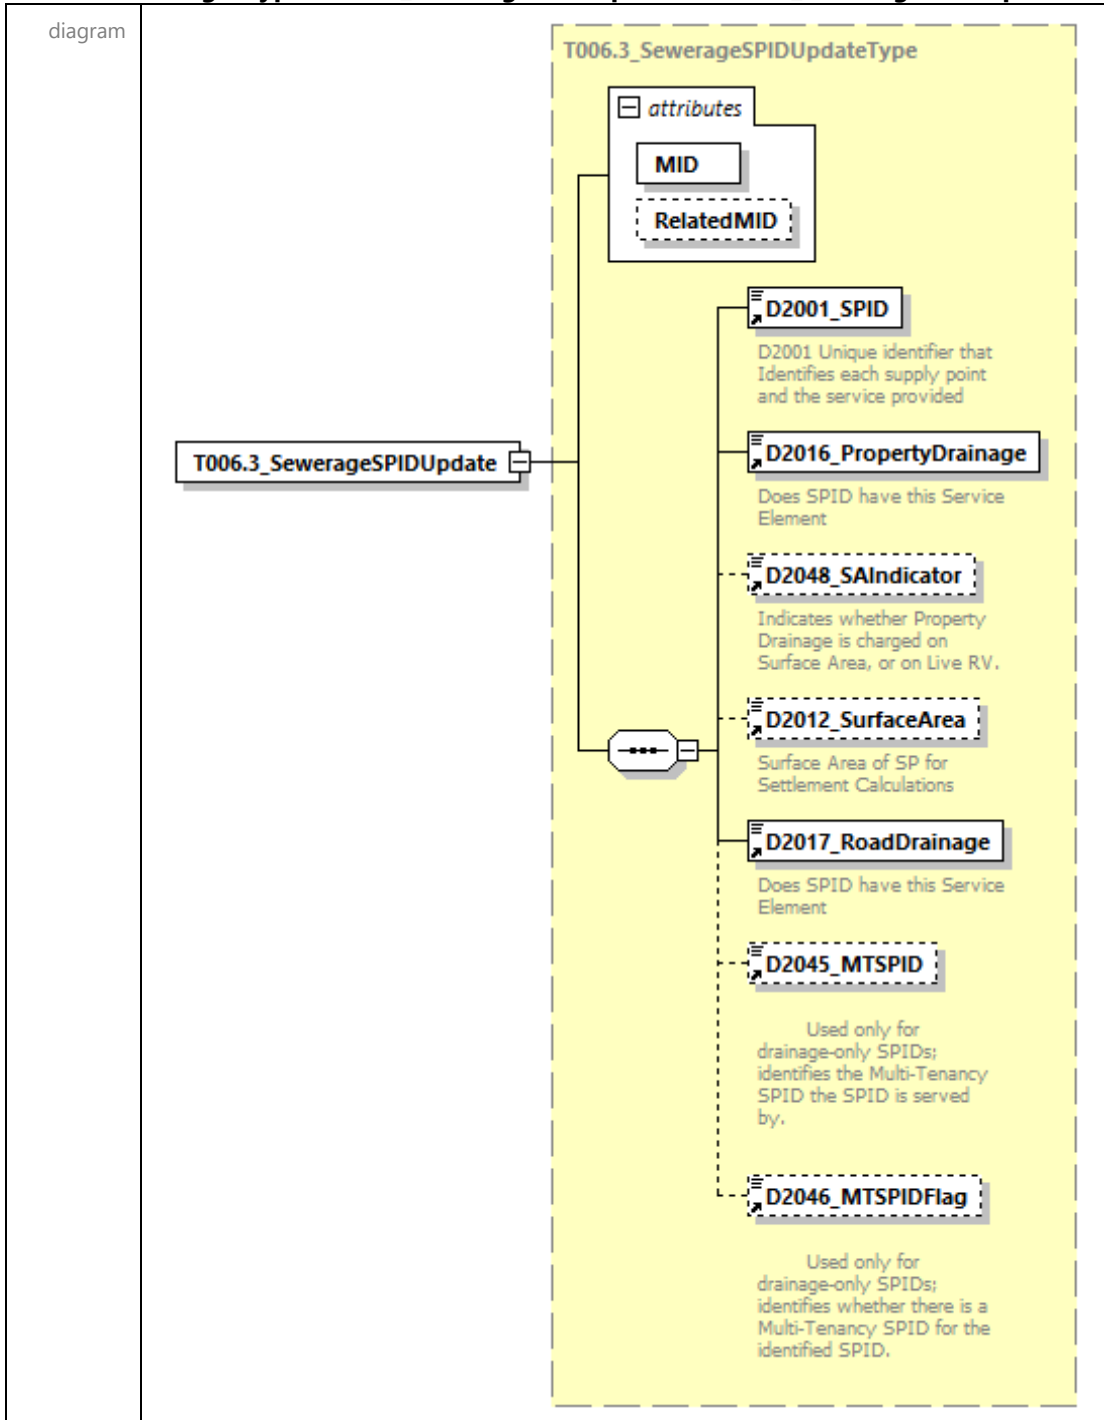 diagram
T006.3_SewerageSPIDUpdateType
attributes
MID
RelatedMID
D2001_SPID
D2001 Unique identifier that
Identifies each supply point
and the service provided
T006.3_SewerageSPIDUpdate
D2016_PropertyDrainage
Does SPID have this Service
Element
D2048_SAIndicator
Indicates whether Property
Drainage is charged on
Surface Area, or on Live RV.
D2012_SurfaceArea
Surface Area of SP for
Settlement Calculations
D2017_RoadDrainage
Does SPID have this Service
Element
D2045_MTSPID
Used only for
drainage-only SPIDs;
identifies the Multi-Tenancy
SPID the SPID is served
by.
D2046_MTSPIDFlag
Used only for
drainage-only SPIDs;
identifies whether there is a
Multi-Tenancy SPID for the
identified SPID.